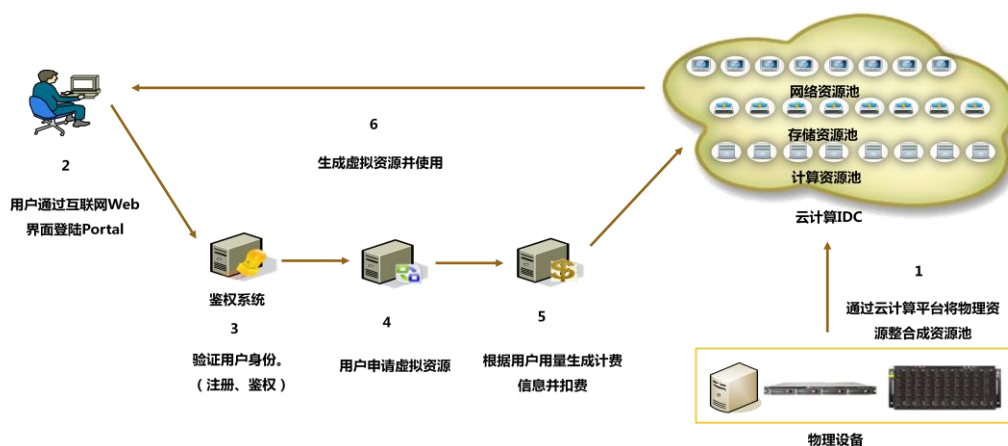 网络资源池
存储资源池
计算资源池
云计算IDC
6
生成虚拟资源并使用
2
用户通过互联网Web
界面登陆Portal
鉴权系统
3
验证用户身份。
（注册、鉴权）
4
用户申请虚拟资源
5
根据用户用量生成计费
信息并扣费
1
通过云计算平台将物理资
源整合成资源池
物理设备